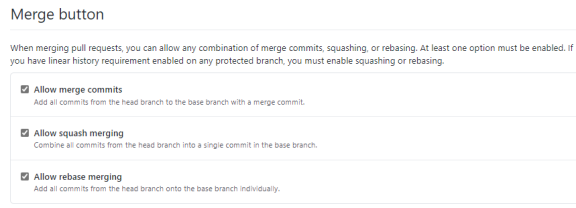 Merge button
When merging pull requests, you can allow any combination of merge commits, squashing, or rebasing. At least one option must be enabled. If
you have linear history requirement enabled on any protected branch, you must enable squashing or rebasing.
Allow merge commits
Add all commits from the head branch to the base branch with a merge commit.
Allow squash merging
Combine all commits from the head branch into a single commit in the base branch.
Allow rebase merging
Add all commits from the head branch onto the base branch individually.